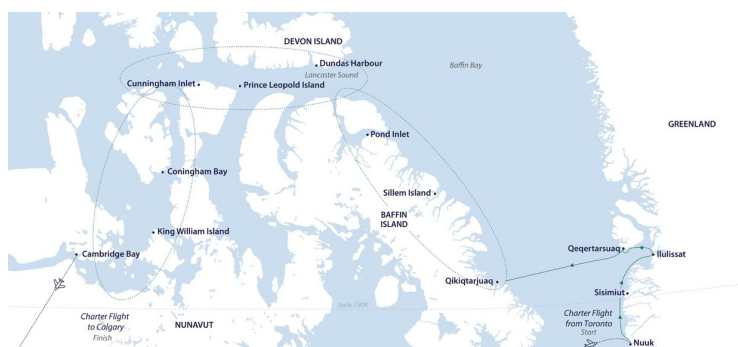 DEVON ISLAND
Dundas Harbour
Lancaster Sound
Baffin Bay
Cunningham Inlet
Prince Leopold Island
GREENLAND
Pond Inlet
Coningham Bay
Sillem Island
BAFFIN
ISLAND
King William Island
Cambridge Bay
Qeqertarsuaq
Ilulissat
Qikiqtarjuaq
Sisimiut
Arctic Circle
Charter Flight
to Calgary
Finish
NUNAVUT
Charter Flight
from Toronto
Start
Nuuk